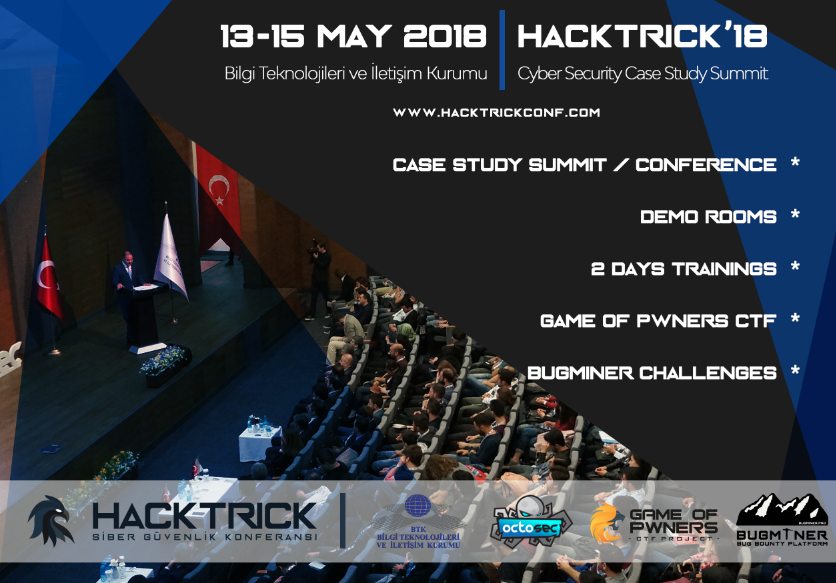 13-15 MAY 2018
HACKTRICK'18
Bilgi Teknolojileri ve İletişim Kurumu
Cyber Security Case Study Summit
WWW.HACKTRICKCONF.COM
CASE STUDY SUMMIT / CONFERENCE *
DEMO ROOMS *
2 DAYS TRAININGS *
GAME OF PWNERS CTF *
BUGMINER CHALLENGES *
HACKTRICK
SİBER GÜVENLİK KONFERANSI
BTK
BİLGİ TEKNOLOJİLERİ
VE İLETİŞİM KURUMU
octosec
GAME OF
PWNERS
- CTF PROJECT -
BUGMINER
BUG BOUNTY PLATFORM